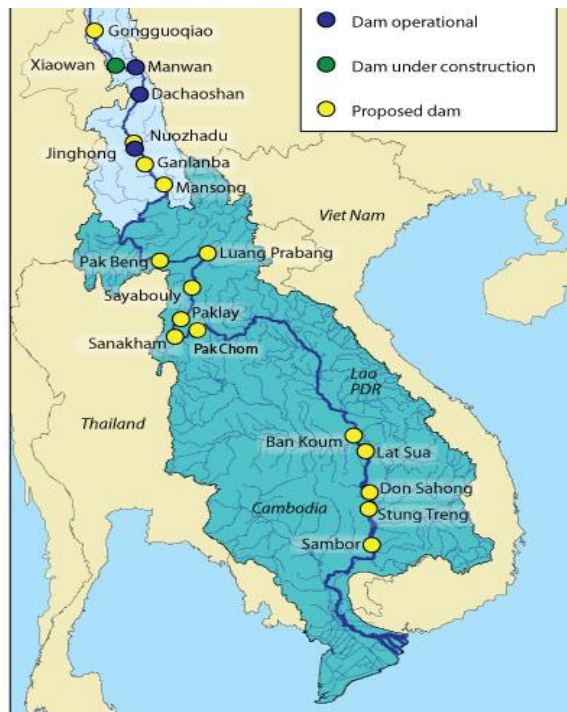 Dam operational
Dam under construction
Proposed dam
Gongguoqiao
Xiaowan
Manwan
Dachaoshan
Nuozhadu
Jinghong
Ganlanba
Mansong
Viet Nam
Luang Prabang
Pak Beng
Sayabouly
Paklay
Sanakham
Pak Chom
Lao
PDR
Thailand
Ban Koum
Lat Sua
Don Sahong
Cambodia
Stung Treng
Sambor